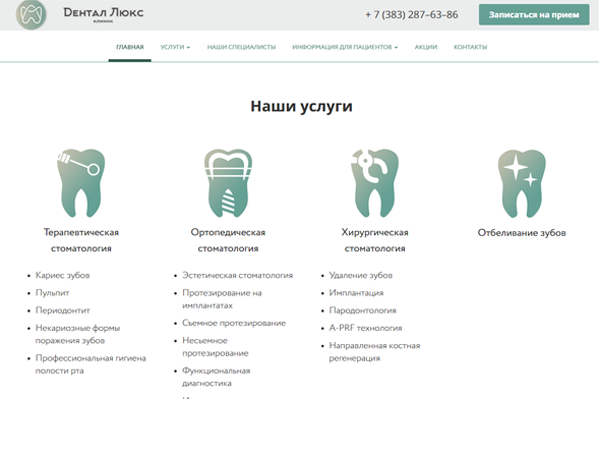 Dентал Люкс
клиник
+ 7 (383) 287-63-86
Записаться на прием
ГЛАВНАЯ УСЛУГИ НАШИ СПЕЦИАЛИСТЫ ИНФОРМАЦИЯ ДЛЯ ПАЦИЕНТОВ АКЦИИ КОНТАКТЫ
Наши услуги
Терапевтическая
стоматология
• Кариес зубов
• Пульпит
• Периодонтит
• Некариозные формы
поражения зубов
• Профессиональная гигиена
полости рта
Ортопедическая
стоматология
• Эстетическая стоматология
• Протезирование на
имплантатах
• Съемное протезирование
• Несъемное
протезирование
• Функциональная
диагностика
Хирургическая
стоматология
• Удаление зубов
• Имплантация
• Пародонтология
• A-PRF технология
• Направленная костная
регенерация
Отбеливание зубов